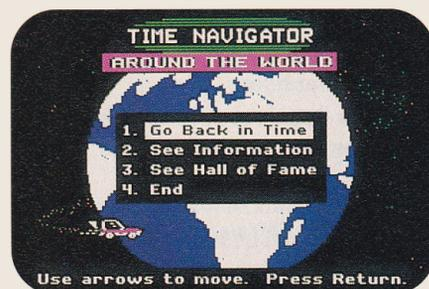 TIME NAVIGATOR
AROUND THE WORLD
1. Go Back in Time
2. See Information
3. See Hall of Fame
4. End
Use arrows to move. Press Return.